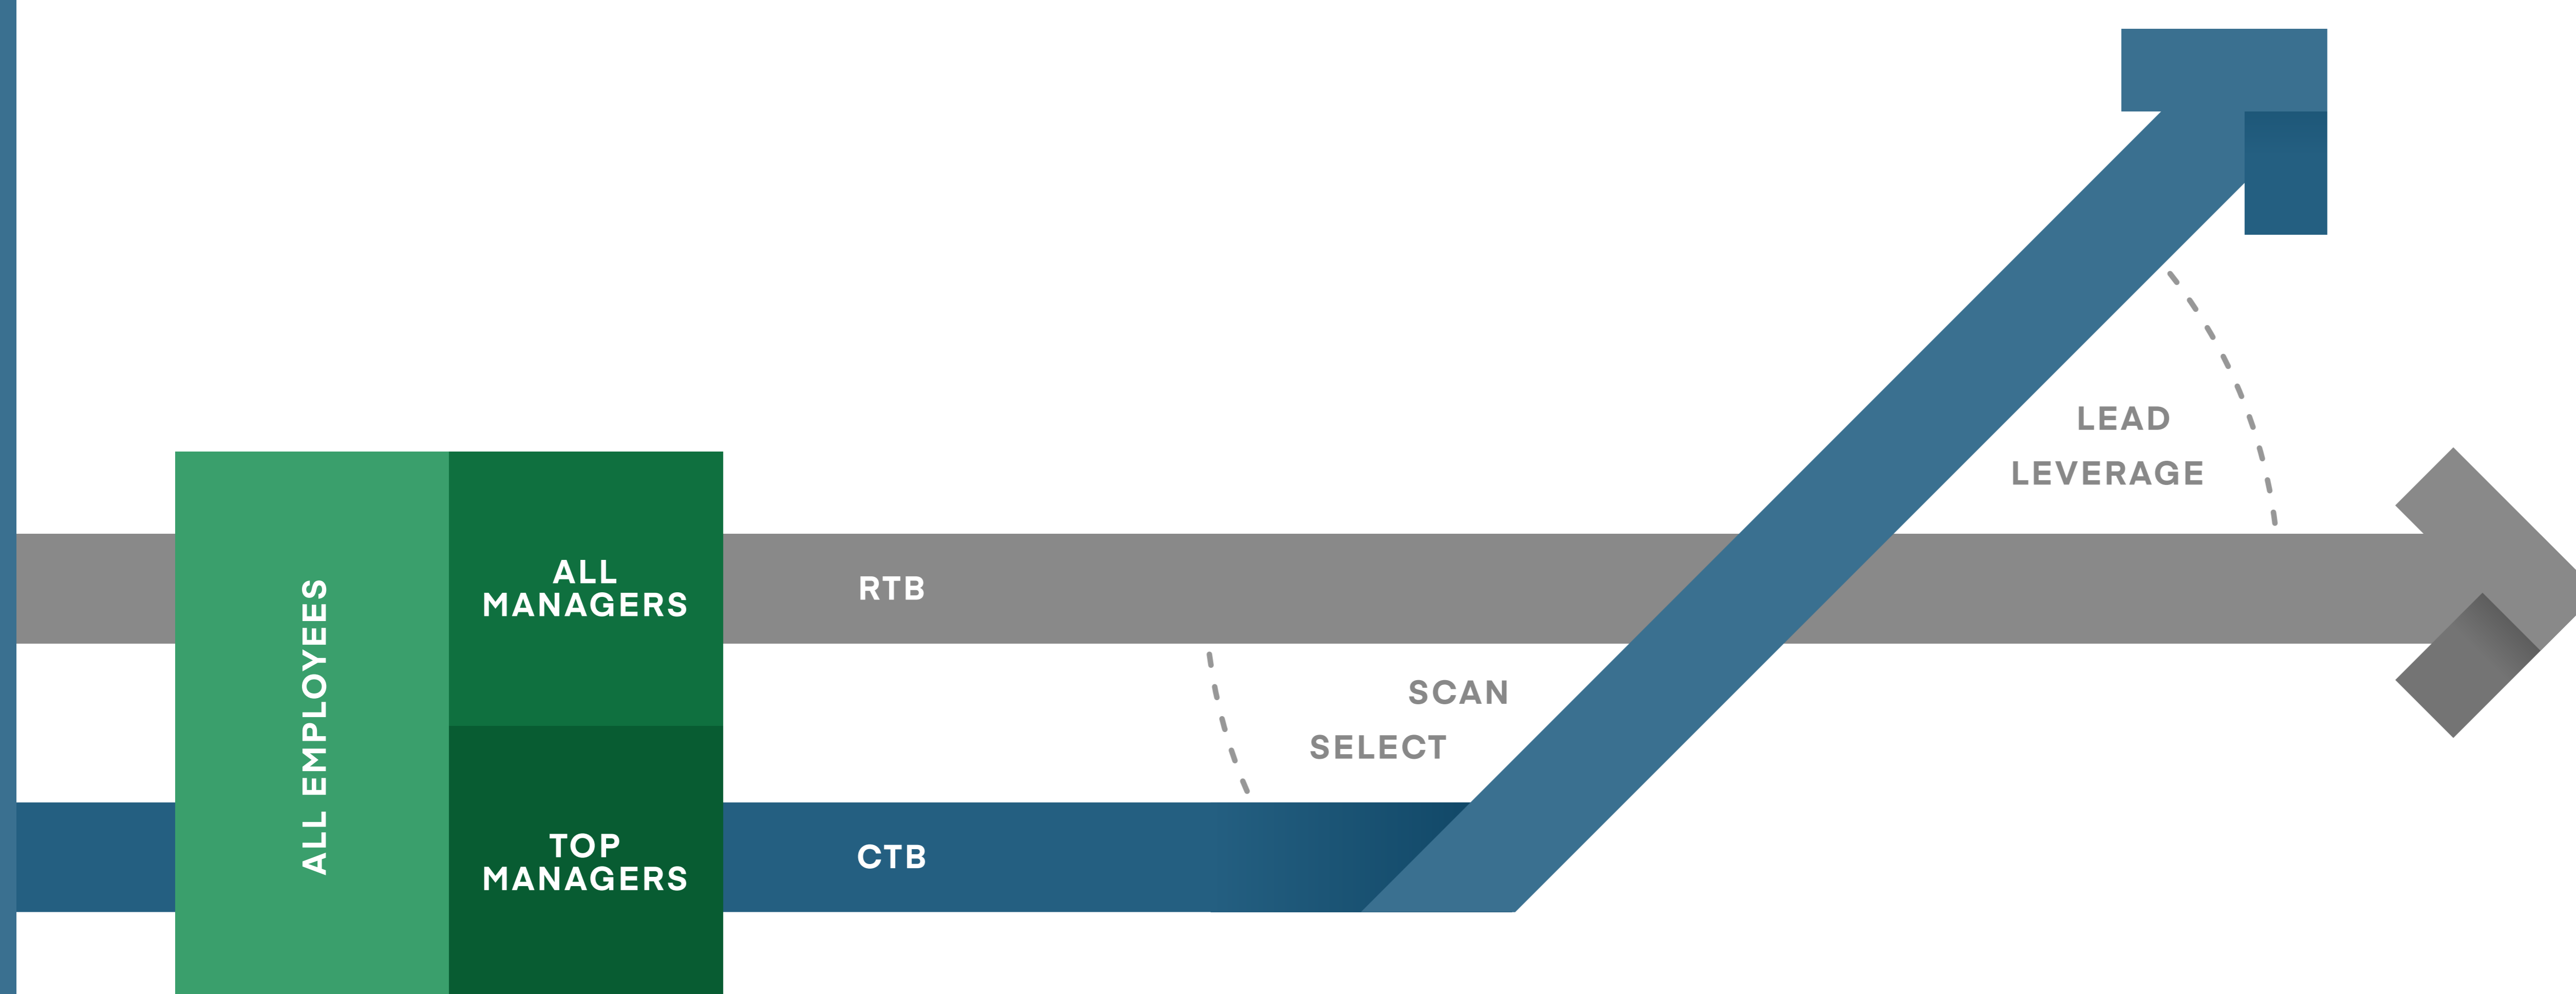 ALL EMPLOYEES
ALL
MANAGERS
TOP
MANAGERS
RTB
CTB
SCAN
SELECT
LEAD
LEVERAGE